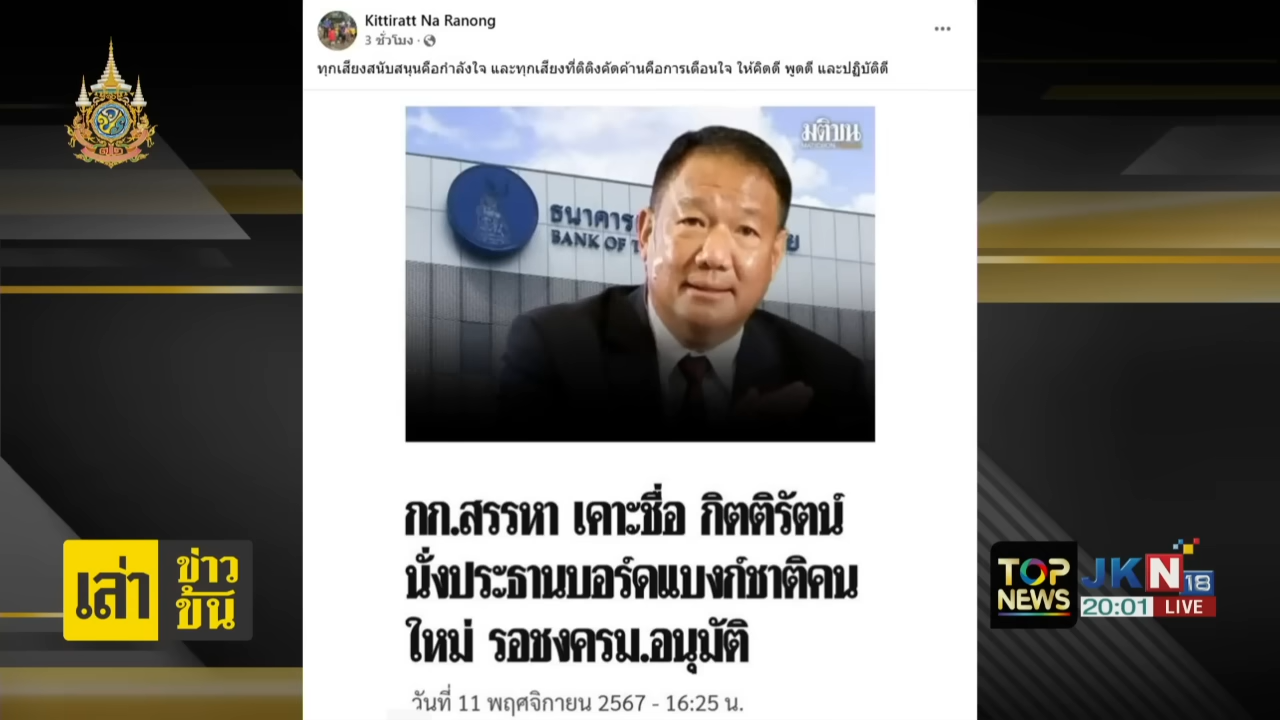 Kittiratt Na Ranong
3 ชั่วโมง ·
ทุกเสียงสนับสนุนคือกำลังใจ และทุกเสียงที่ติติงคัดค้านคือการเตือนใจ ให้คิดดี พูดดี และปฏิบัติดี
มติชน
ธนาคาร
BANK OF T
กก.สรรหา เคาะชื่อ กิตติรัตน์
นั่งประธานบอร์ดแบงก์ชาติคน
ใหม่ รอชงครม.อนุมัติ
วันที่ 11 พฤศจิกายน 2567 - 16:25 น.
เล่า
ข่าว
ข้น
TOP
NEWS
JKN
18
20:01 LIVE